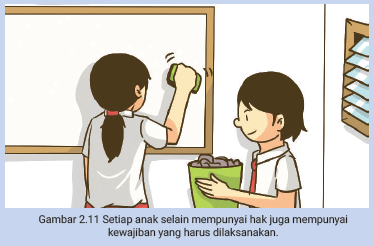 Gambar 2.11 Setiap anak selain mempunyai hak juga mempunyai
kewajiban yang harus dilaksanakan.